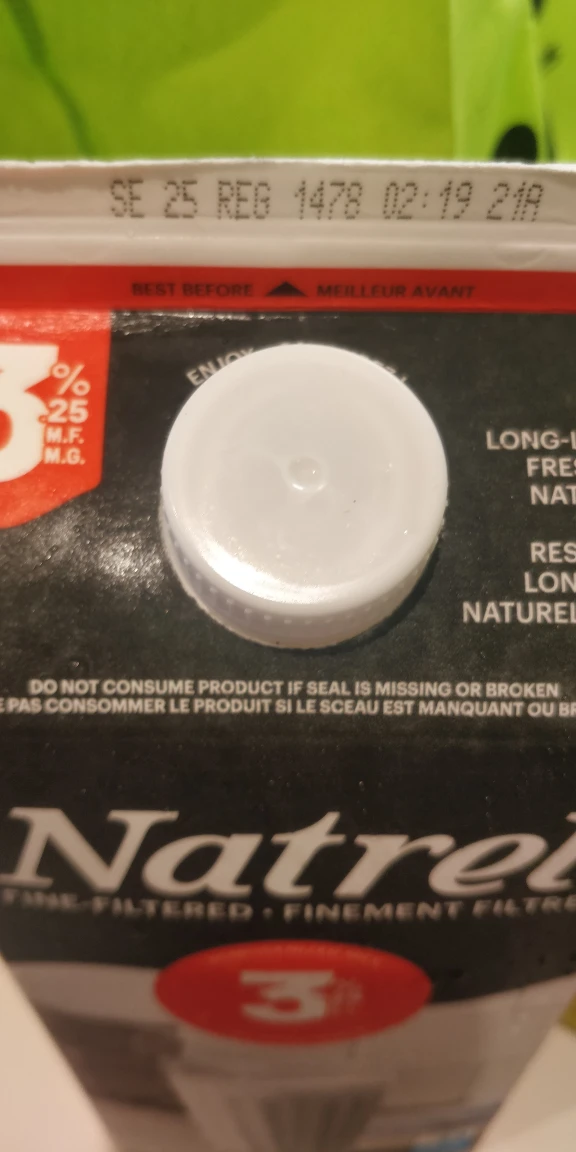 SE 25 REG 1478 02:19 21A
BEST BEFORE MEILLEUR AVANT
ENJOY
3
%
.25
M.F.
M.G.
LONG-L
FRES
NAT
RES
LON
NATUREL
DO NOT CONSUME PRODUCT IF SEAL IS MISSING OR BROKEN
E PAS CONSOMMER LE PRODUIT SI LE SCEAU EST MANQUANT OU BR
Natrel
FINE-FILTERED · FINEMENT FILTRÉ
3